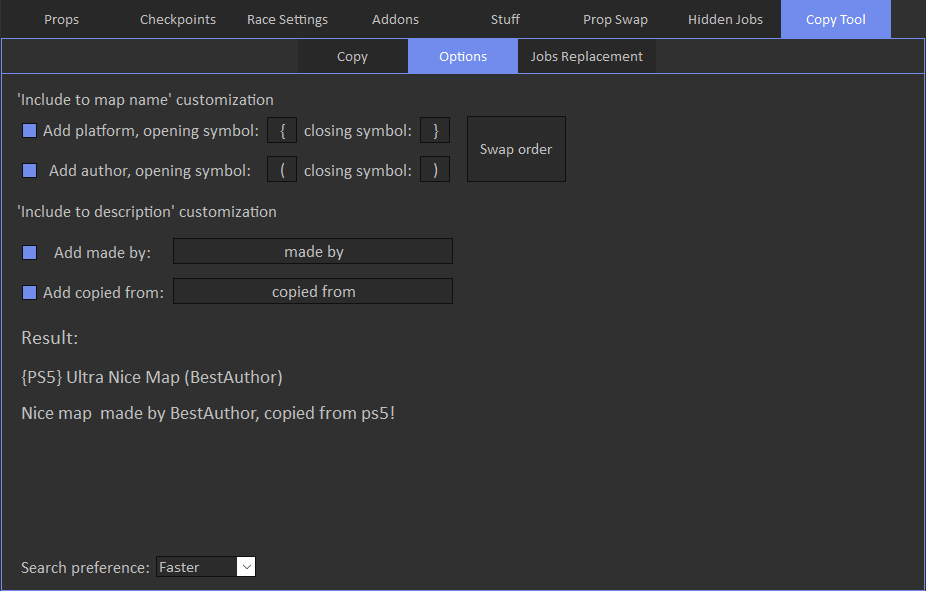 Props Checkpoints Race Settings Addons Stuff Prop Swap Hidden Jobs Copy Tool
Copy Options Jobs Replacement
'Include to map name' customization
Add platform, opening symbol: { closing symbol: }
Swap order
Add author, opening symbol: ( closing symbol: )
'Include to description' customization
Add made by: made by
Add copied from: copied from
Result:
{PS5} Ultra Nice Map (BestAuthor)
Nice map  made by BestAuthor, copied from ps5!
Search preference: Faster